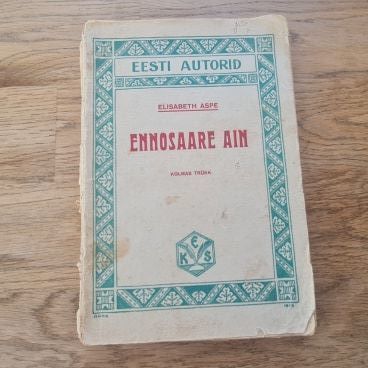 EESTI AUTORID
ELISABETH ASPE
ENNOSAARE AIN
KOLMAS TRÜKK
E
K S